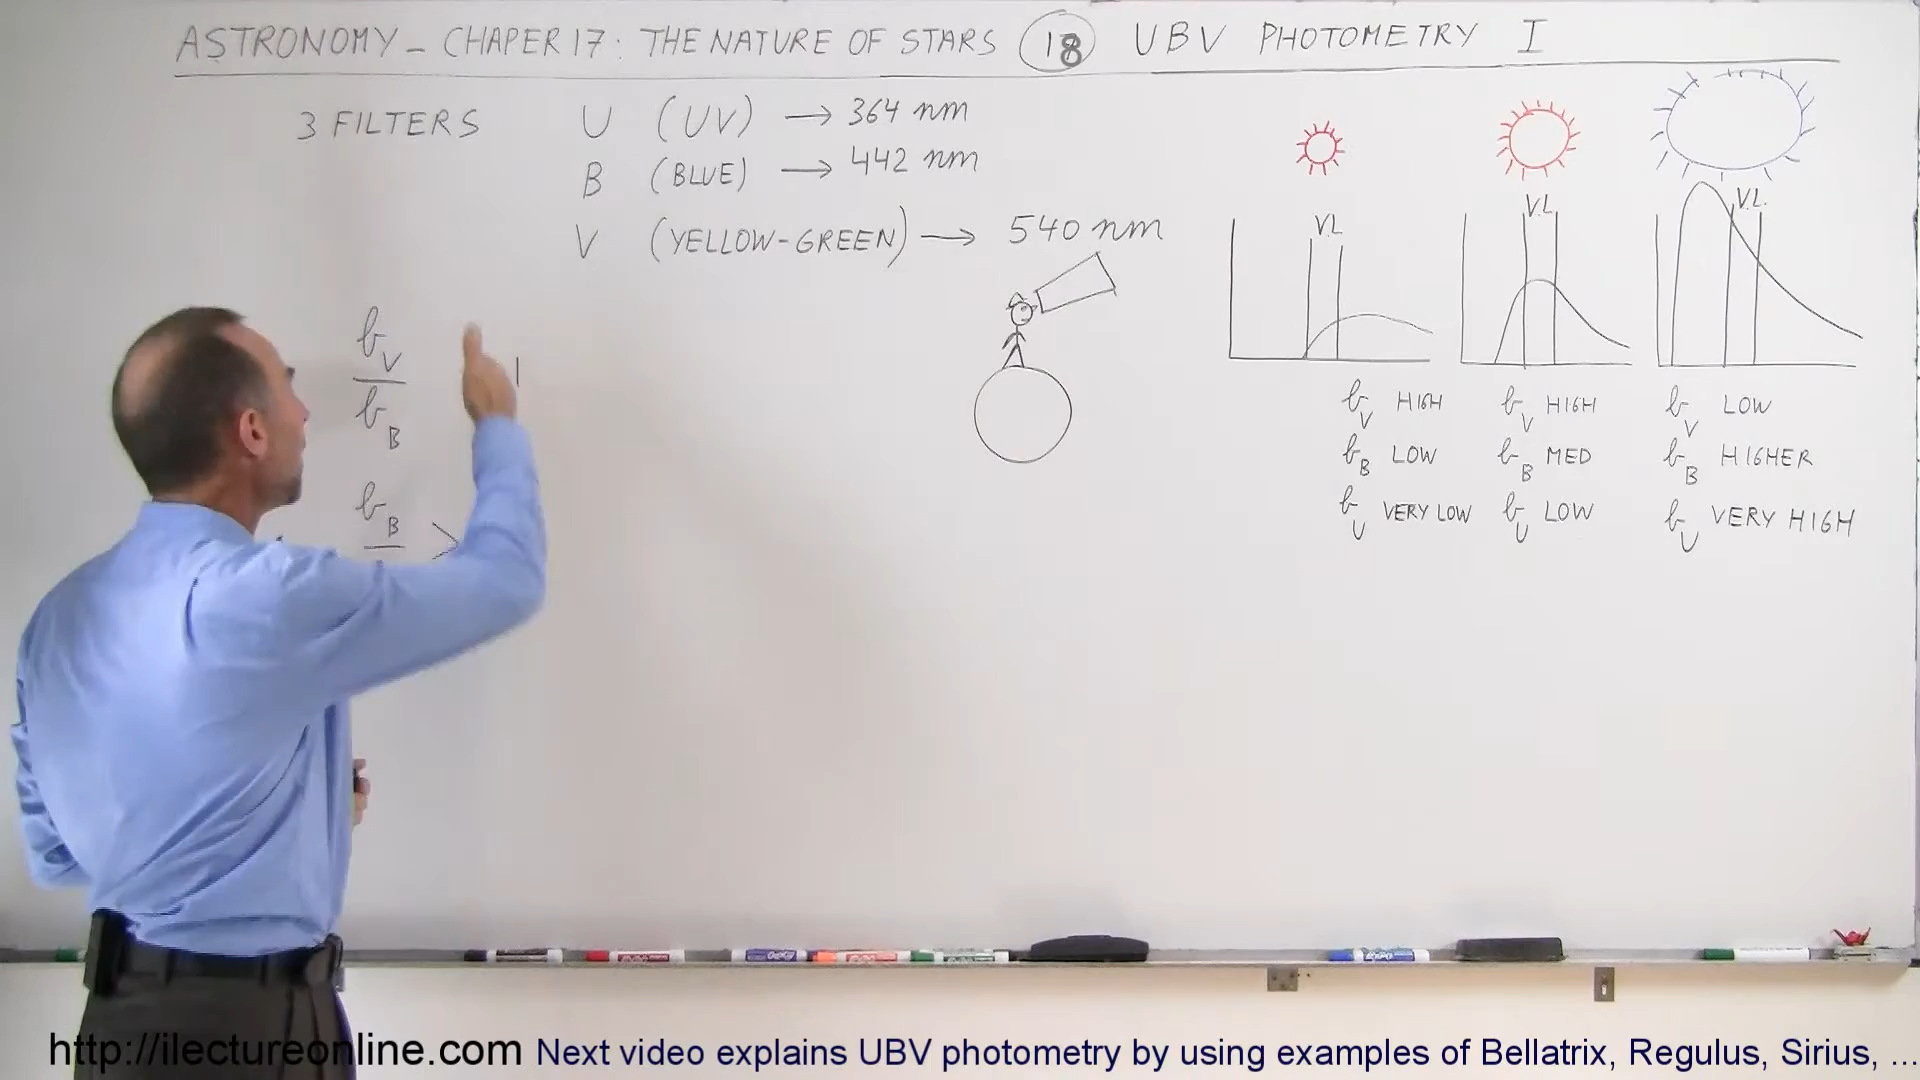 ASTRONOMY - CHAPER 17: THE NATURE OF STARS 18 UBV PHOTOMETRY I
3 FILTERS
U (UV) → 364 nm
B (BLUE) → 442 nm
V (YELLOW-GREEN) → 540 nm
b_V
b_B
b_B
V.L
V.L
V.L.
b_V HIGH
b_B LOW
b_U VERY LOW
b_V HIGH
b_B MED
b_U LOW
b_V LOW
b_B HIGHER
b_U VERY HIGH
EXPO
http://ilectureonline.com Next video explains UBV photometry by using examples of Bellatrix, Regulus, Sirius, ...